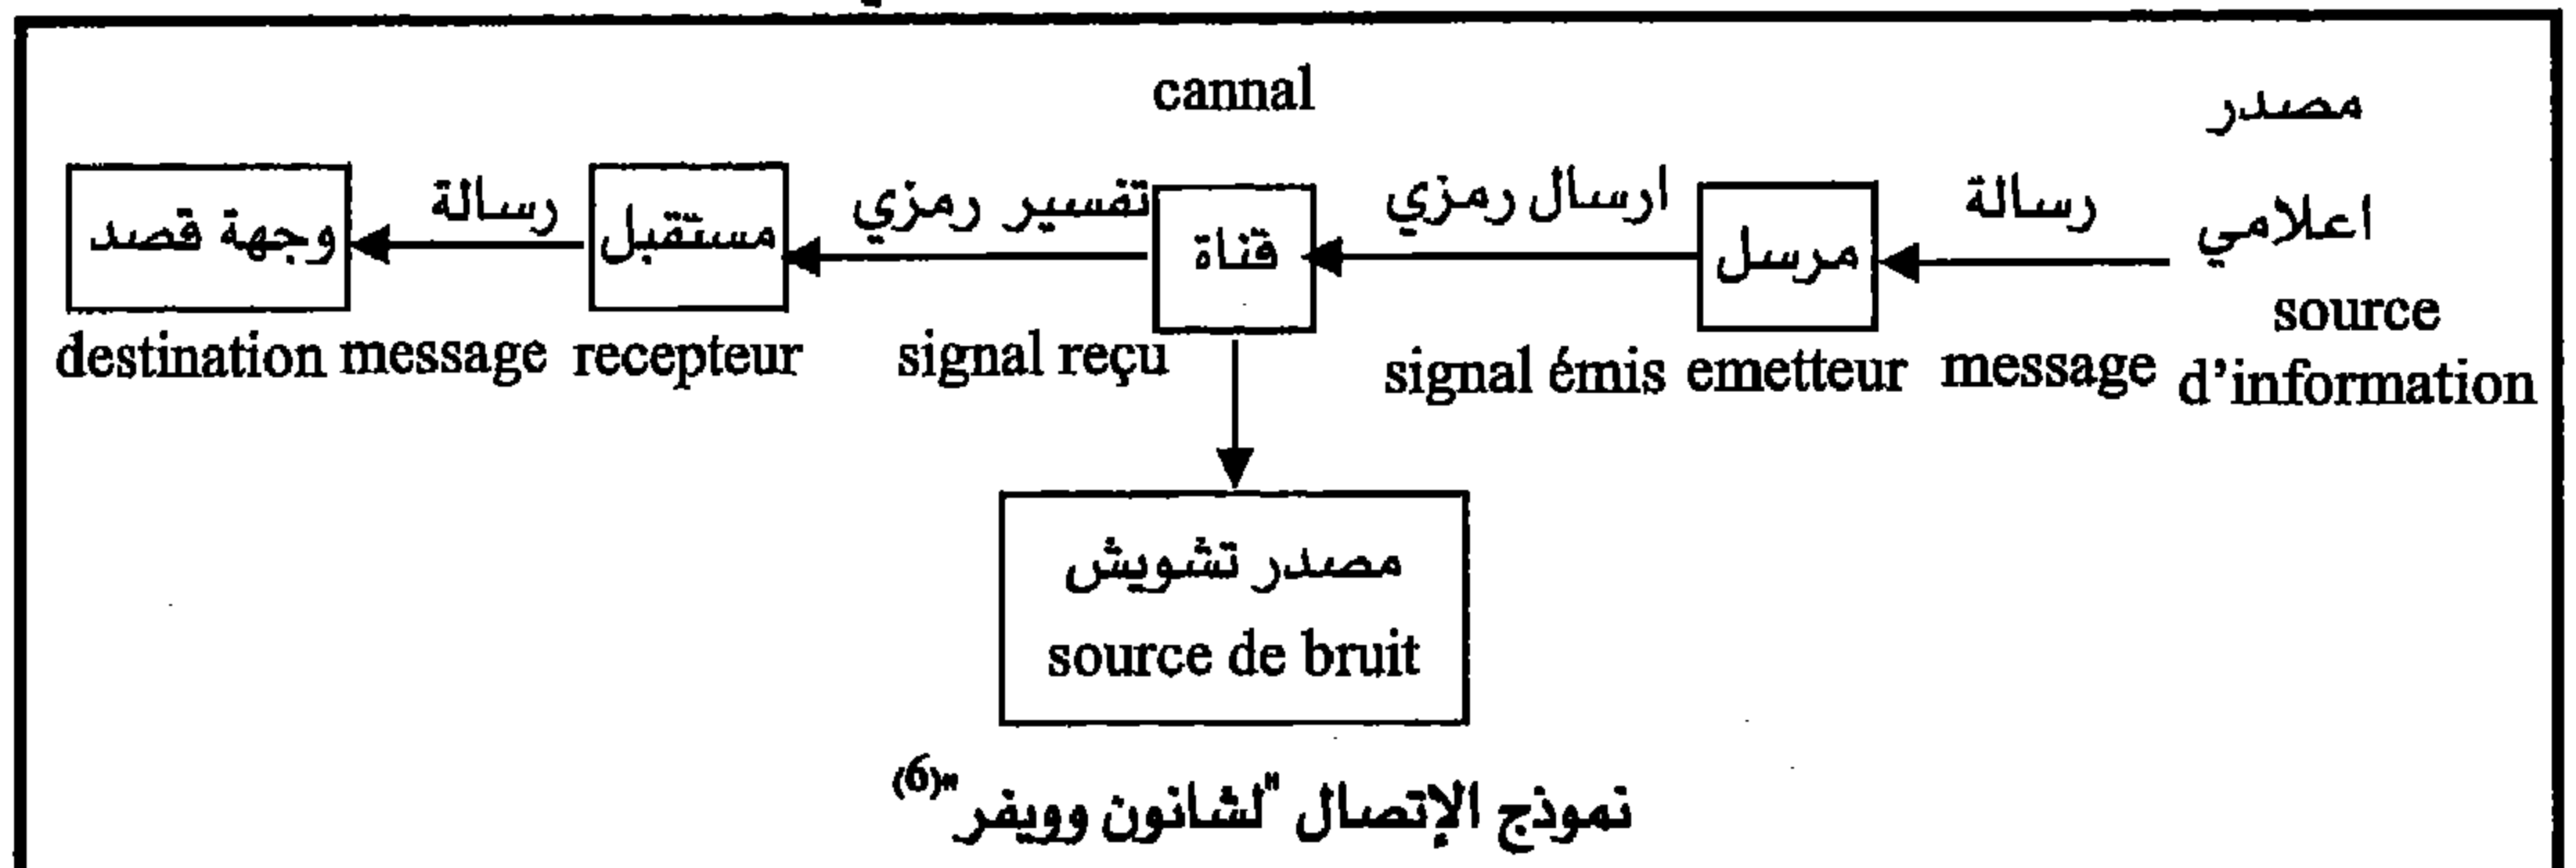 cannal
مصدر
اعلامي
source
d'information
رسالة
message
مرسل
emetteur
ارسال رمزي
signal émis
قناة
تفسير رمزي
signal reçu
مستقبل
recepteur
رسالة
message
وجهة قصد
destination
مصدر تشويش
source de bruit
نموذج الإتصال "لشانون وويفر"(6)